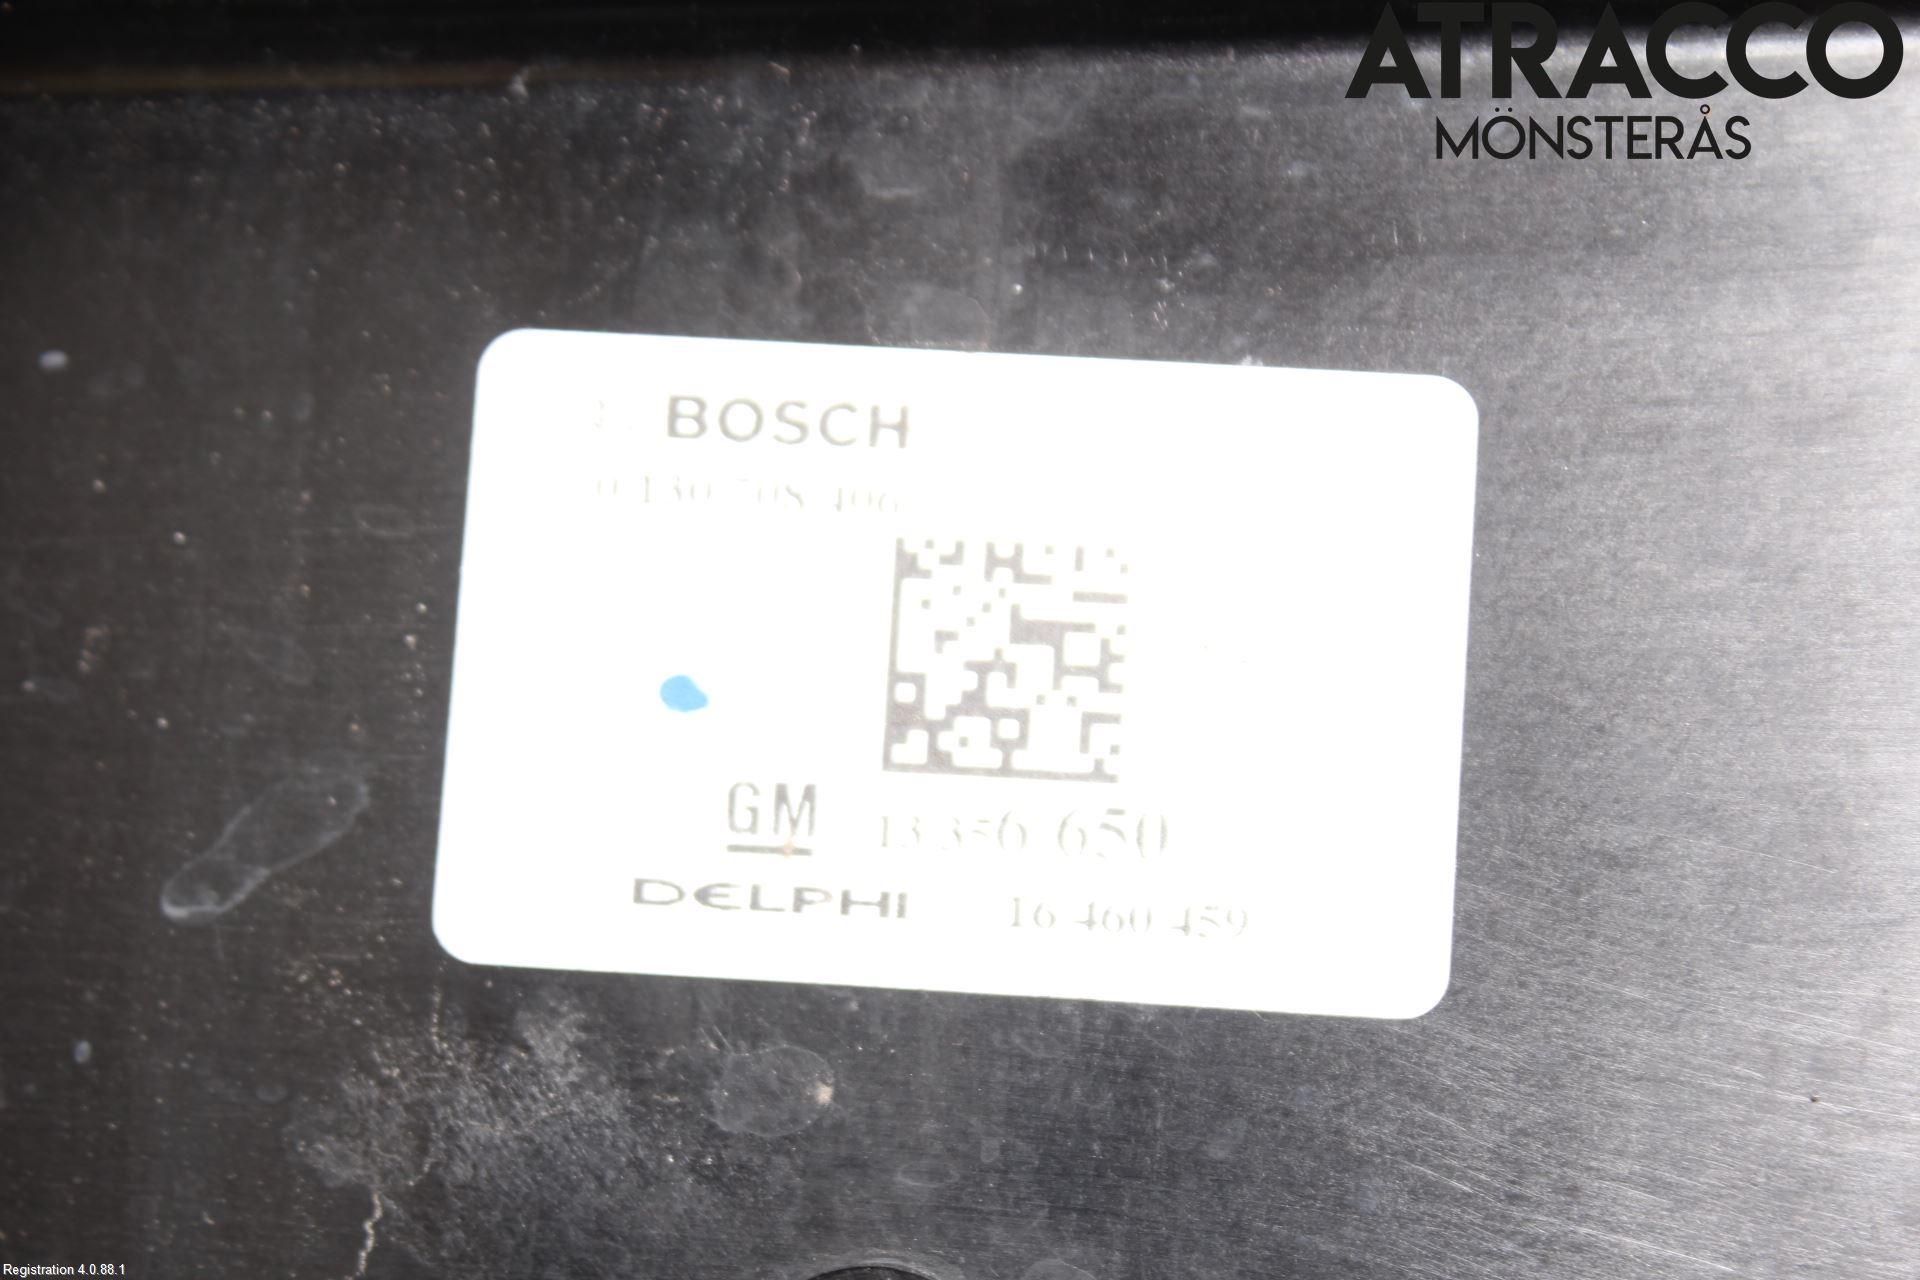 ATRACCO
MÖNSTERÅS
BOSCH
0 130 708 406
GM 13 356 650
DELPHI 16 460 459
Registration 4.0.88.1